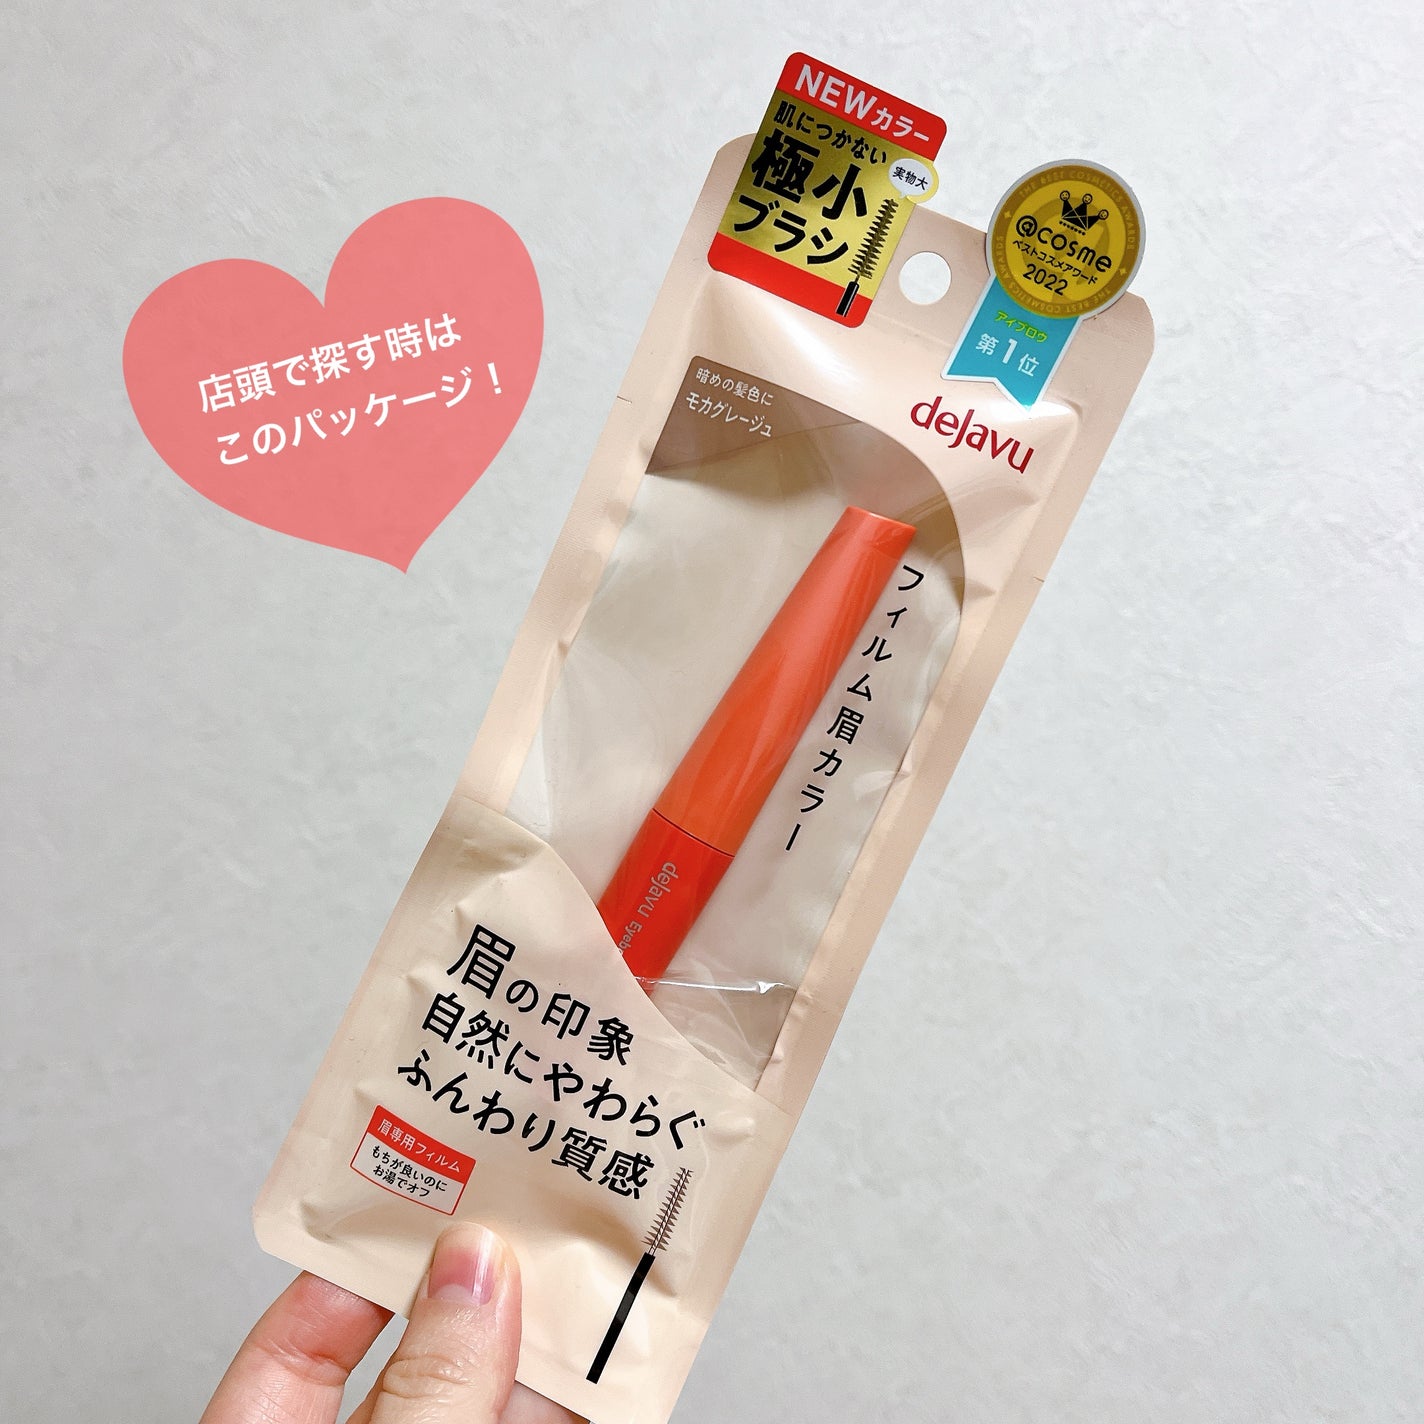 店頭で探す時は
このパッケージ！
NEWカラー
肌につかない
極小
ブラシ
実物大
THE BEST COSMETICS AWARDS
@cosme
ベストコスメアワード
2022
アイブロウ
第1位
暗めの髪色に
モカグレージュ
dejavu
フィルム眉カラー
dejavu
眉の印象
自然にやわらぐ
ふんわり質感
眉専用フィルム
もちが良いのに
お湯でオフ